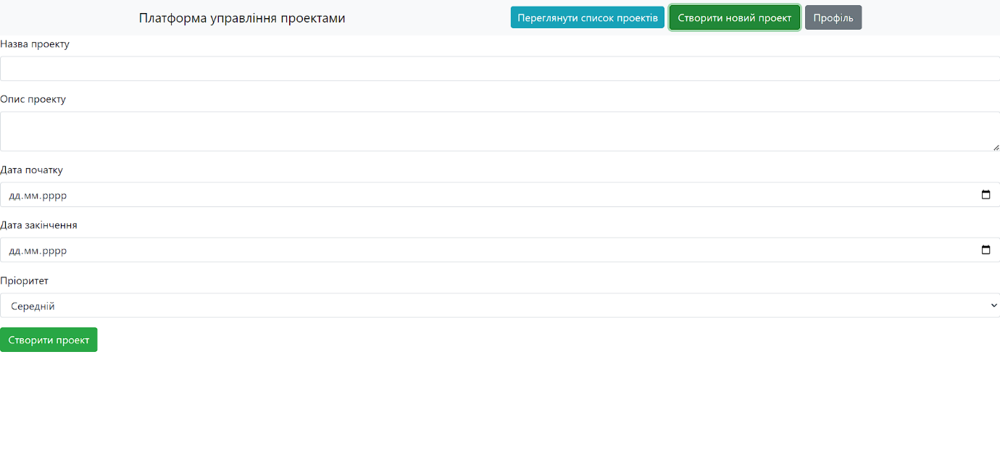 Платформа управління проектами
Переглянути список проектів
Створити новий проект
Профіль
Назва проекту
Опис проекту
Дата початку
дд.мм.рррр
Дата закінчення
дд.мм.рррр
Пріоритет
Середній
Створити проект